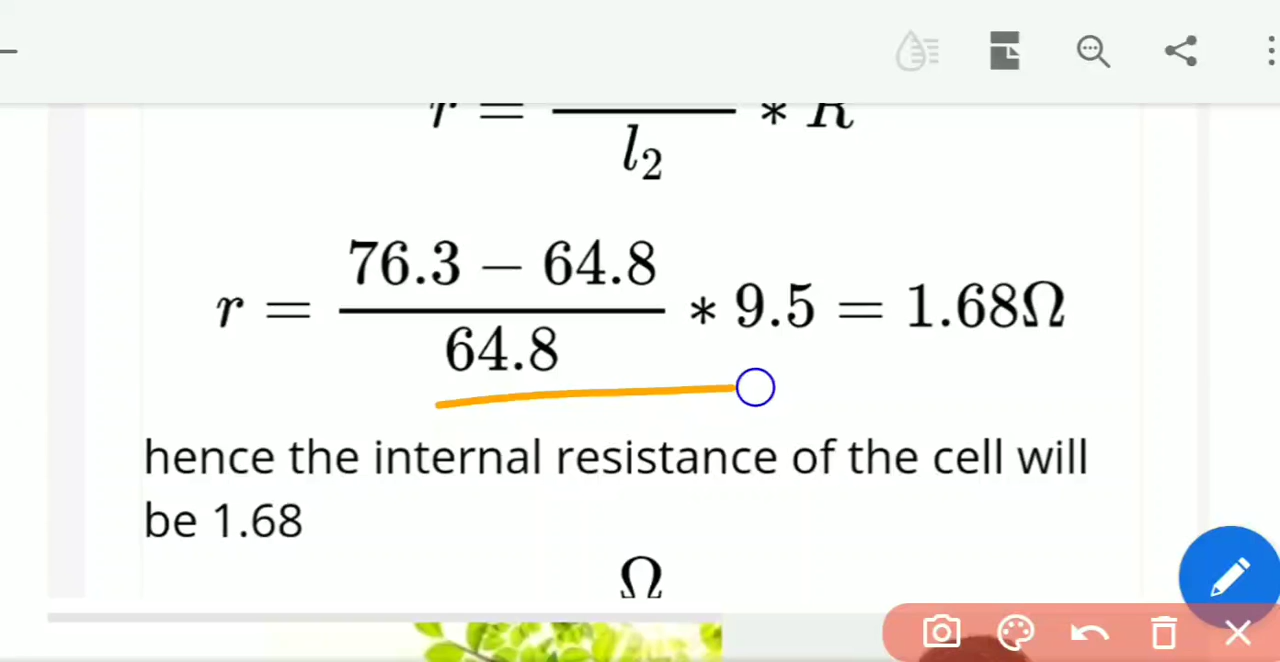 r = ― l₂ * R
r = 76.3 − 64.8 / 64.8 * 9.5 = 1.68Ω
hence the internal resistance of the cell will
be 1.68
Ω